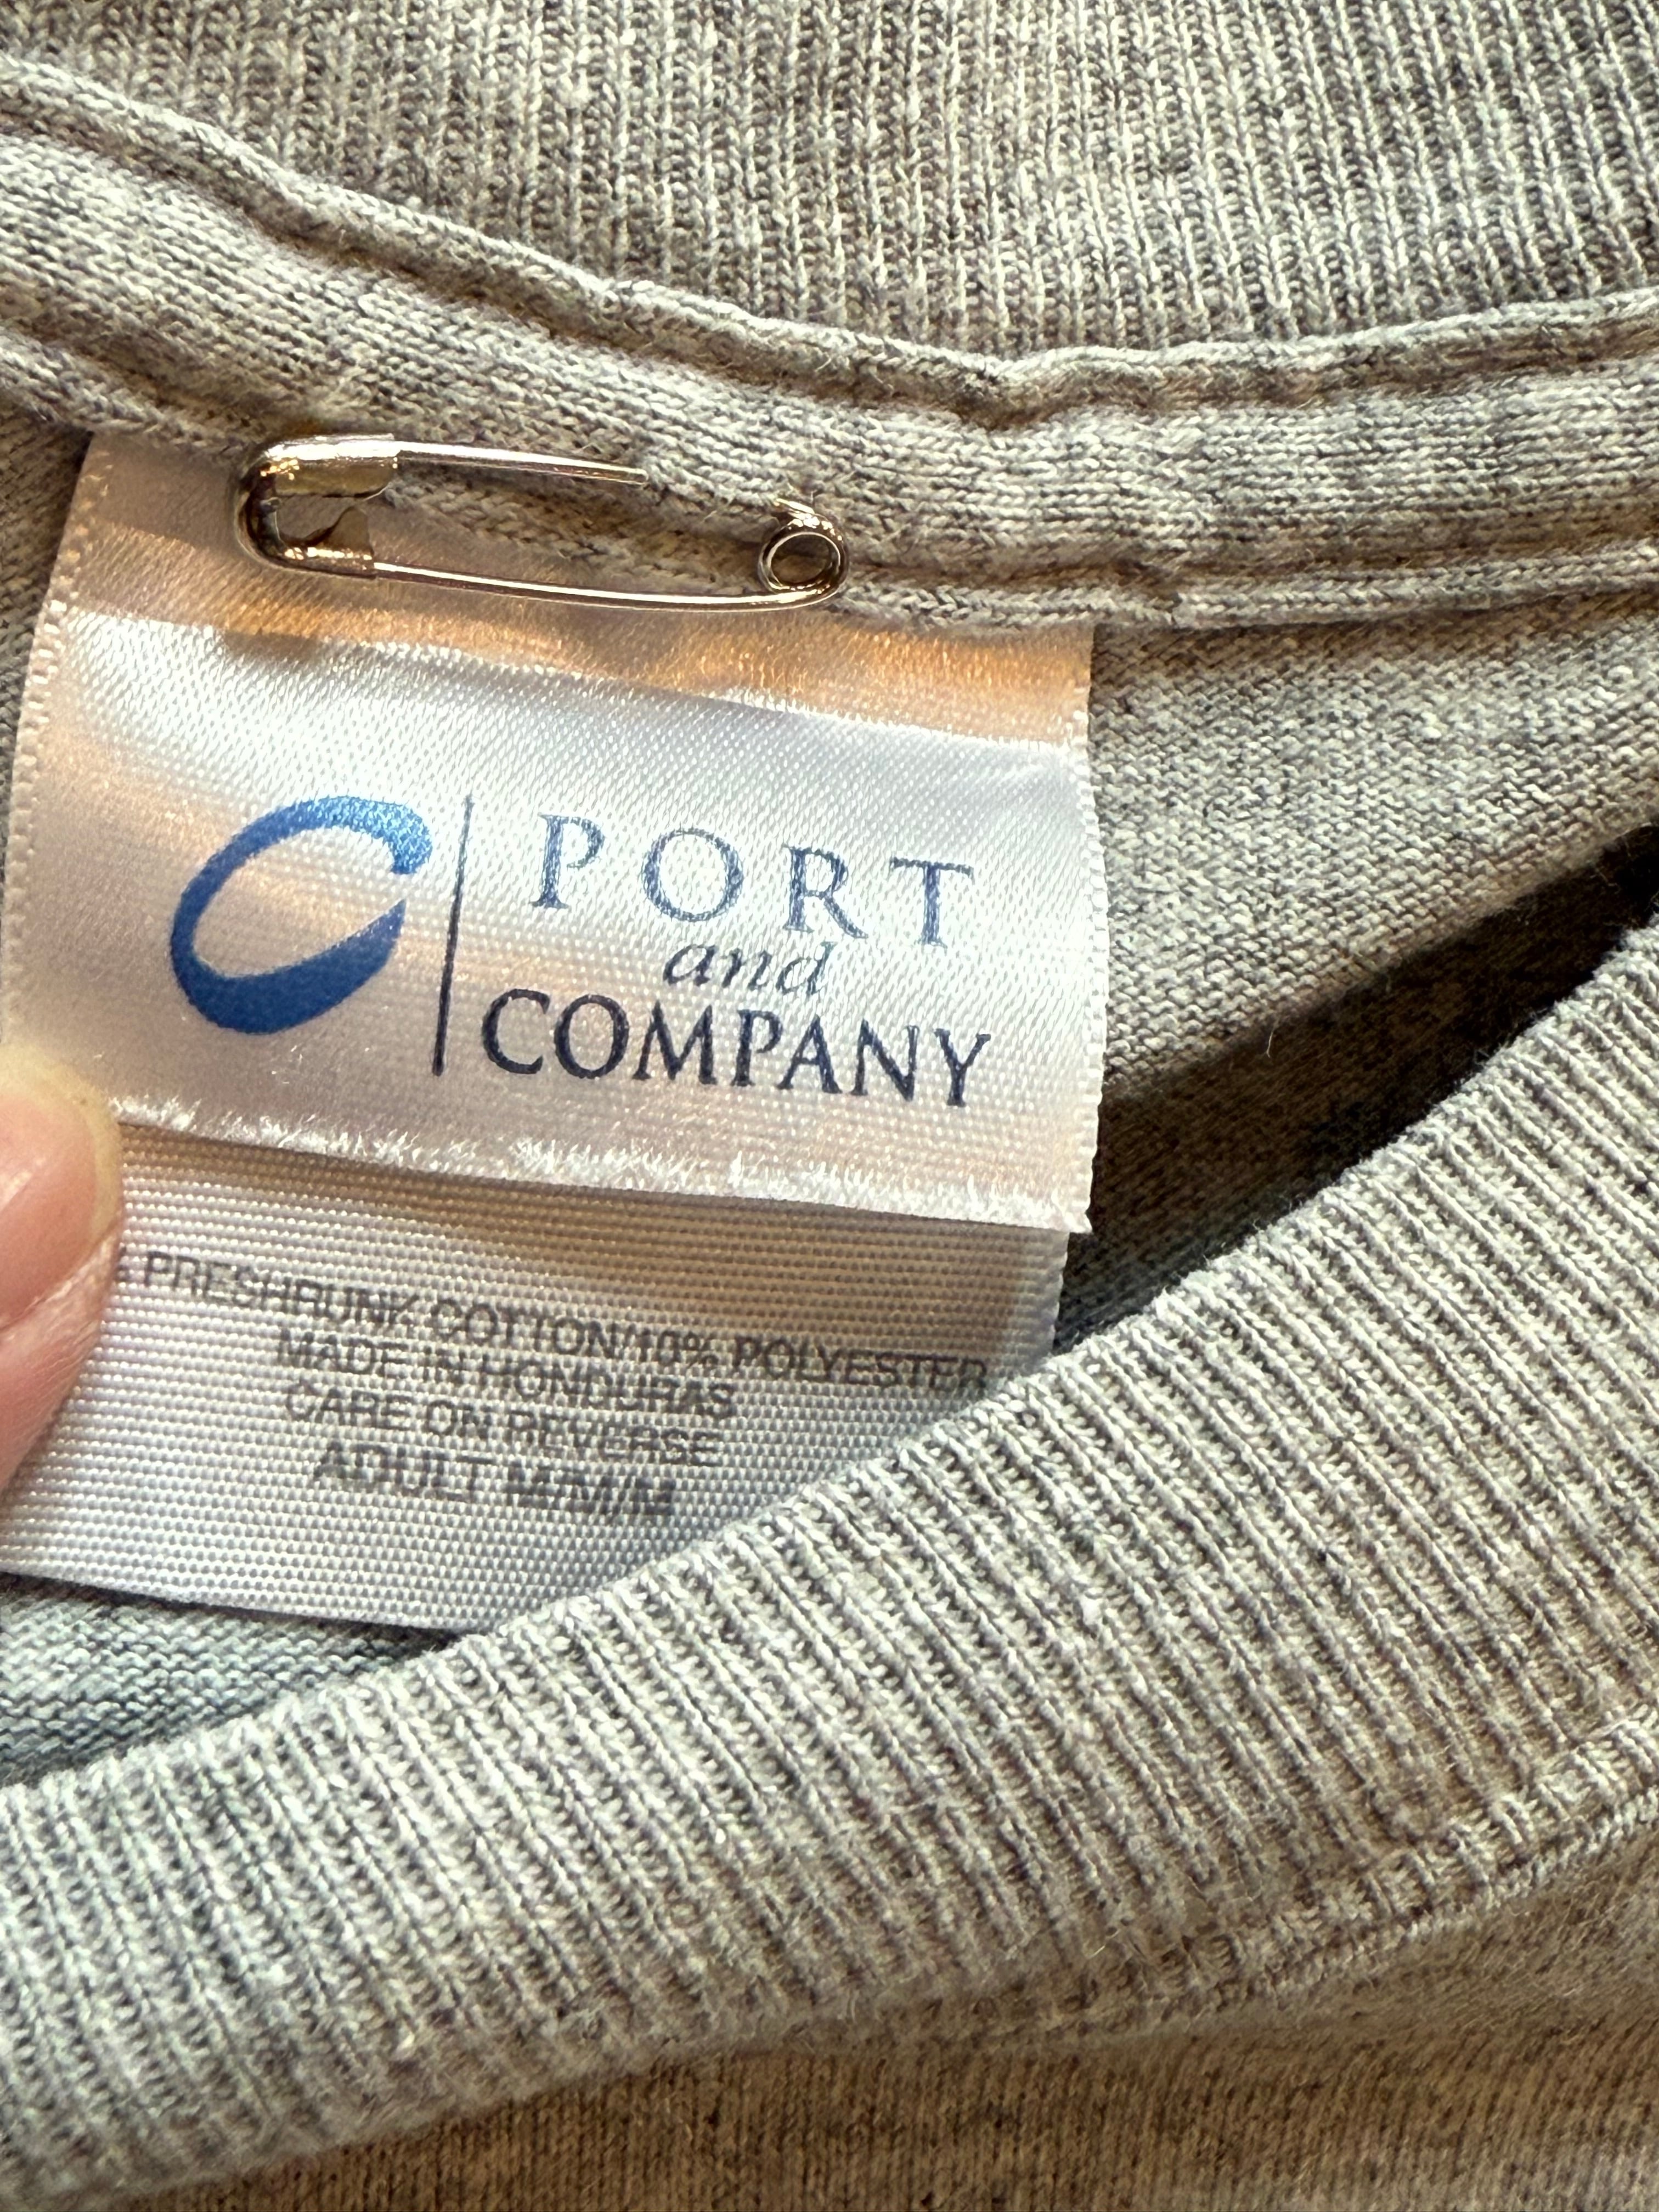 PORT
and
COMPANY
PRESHRUNK COTTON/10% POLYESTER
MADE IN HONDURAS
CARE ON REVERSE
ADULT M/M/M